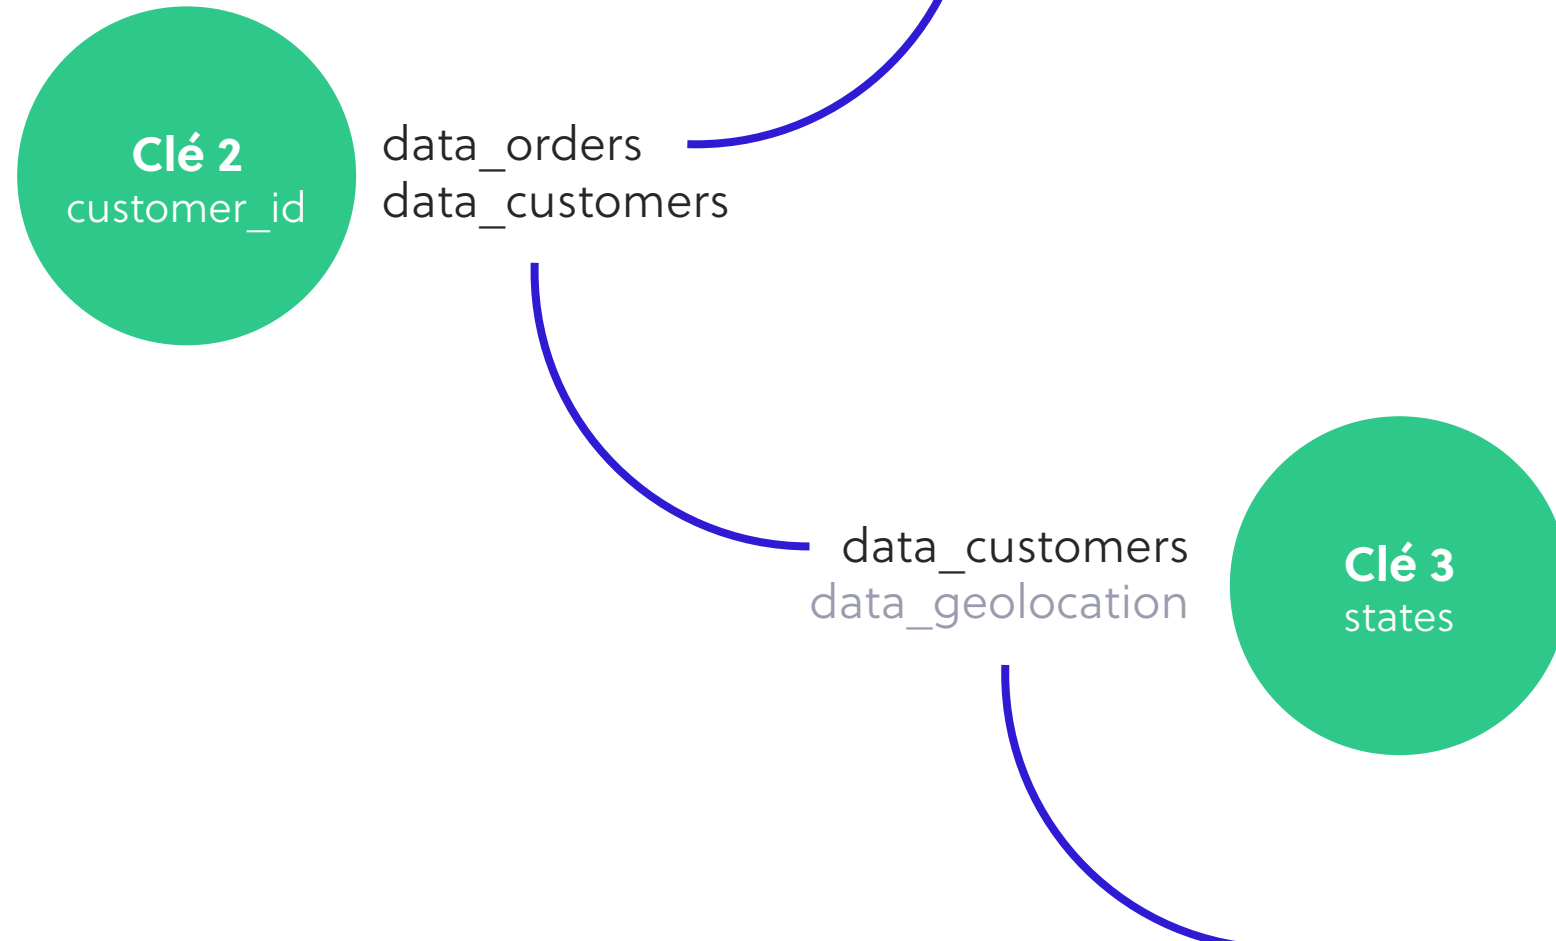 Clé 2
customer_id
data_orders
data_customers
data_customers
data_geolocation
Clé 3
states